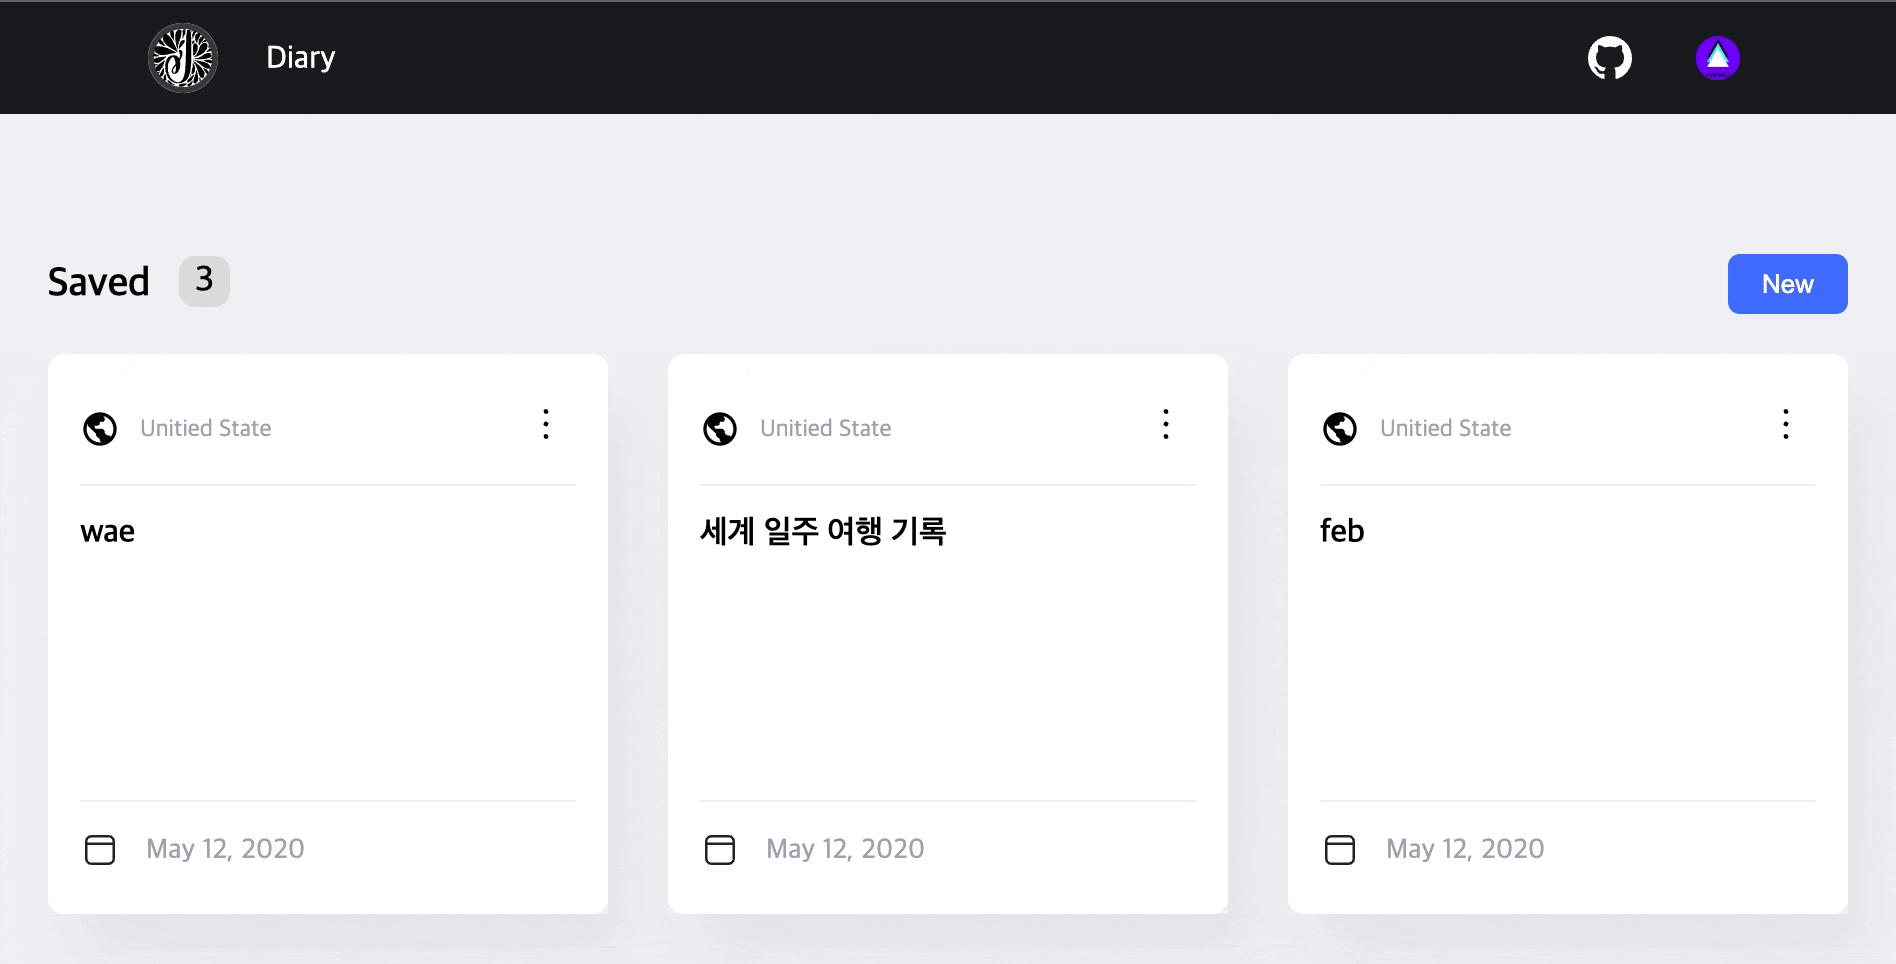 Diary
Saved 3
New
Unitied State
wae
May 12, 2020
Unitied State
세계 일주 여행 기록
May 12, 2020
Unitied State
feb
May 12, 2020